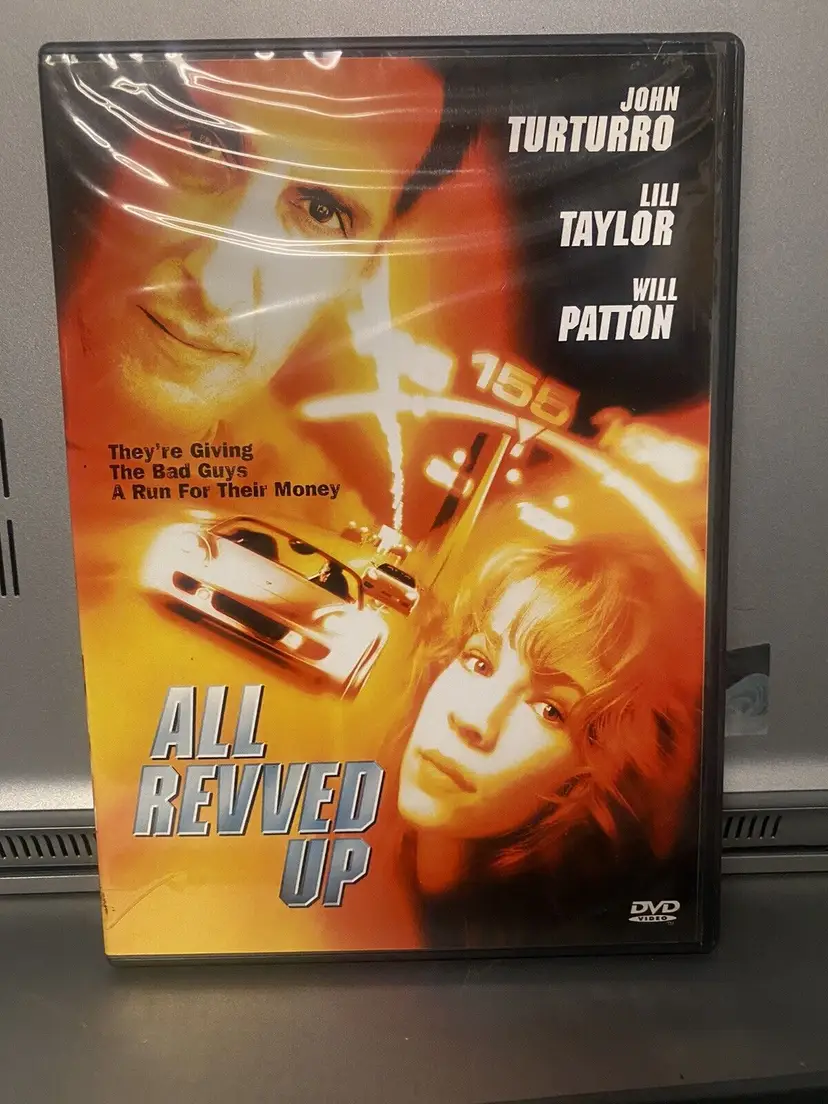 JOHN
TURTURRO
LILI
TAYLOR
WILL
PATTON
155
They're Giving
The Bad Guys
A Run For Their Money
ALL
REVVED
UP
DVD
VIDEO